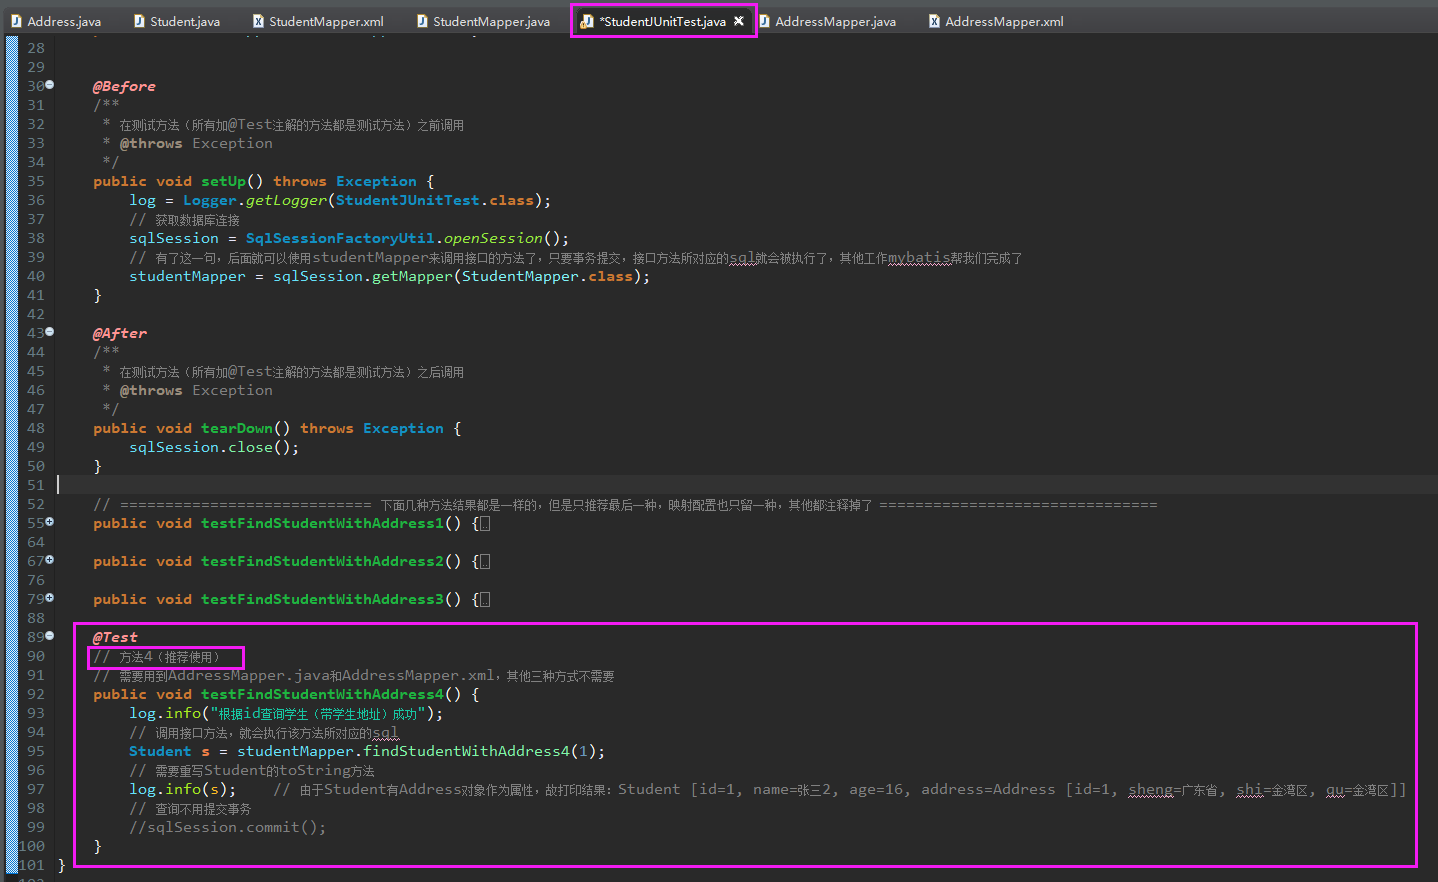 Address.java Student.java StudentMapper.xml StudentMapper.java *StudentJUnitTest.java AddressMapper.java AddressMapper.xml
28
29
30 @Before
31 /**
32 * 在测试方法（所有加@Test注解的方法都是测试方法）之前调用
33 * @throws Exception
34 */
35 public void setUp() throws Exception {
36 log = Logger.getLogger(StudentJUnitTest.class);
37 // 获取数据库连接
38 sqlSession = SqlSessionFactoryUtil.openSession();
39 // 有了这一句，后面就可以使用studentMapper来调用接口的方法了，只要事务提交，接口方法所对应的sql就会被执行了，其他工作mybatis帮我们完成了
40 studentMapper = sqlSession.getMapper(StudentMapper.class);
41 }
42
43 @After
44 /**
45 * 在测试方法（所有加@Test注解的方法都是测试方法）之后调用
46 * @throws Exception
47 */
48 public void tearDown() throws Exception {
49 sqlSession.close();
50 }
51
52 // ============================ 下面几种方法结果都是一样的，但是只推荐最后一种，映射配置也只留一种，其他都注释掉了 ===============================
55 public void testFindStudentWithAddress1() {..
64
67 public void testFindStudentWithAddress2() {..
76
79 public void testFindStudentWithAddress3() {..
88
89 @Test
90 // 方法4（推荐使用）
91 // 需要用到AddressMapper.java和AddressMapper.xml，其他三种方式不需要
92 public void testFindStudentWithAddress4() {
93 log.info("根据id查询学生（带学生地址）成功");
94 // 调用接口方法，就会执行该方法所对应的sql
95 Student s = studentMapper.findStudentWithAddress4(1);
96 // 需要重写Student的toString方法
97 log.info(s); // 由于Student有Address对象作为属性，故打印结果：Student [id=1, name=张三2, age=16, address=Address [id=1, sheng=广东省, shi=金湾区, qu=金湾区]]
98 // 查询不用提交事务
99 //sqlSession.commit();
100 }
101 }